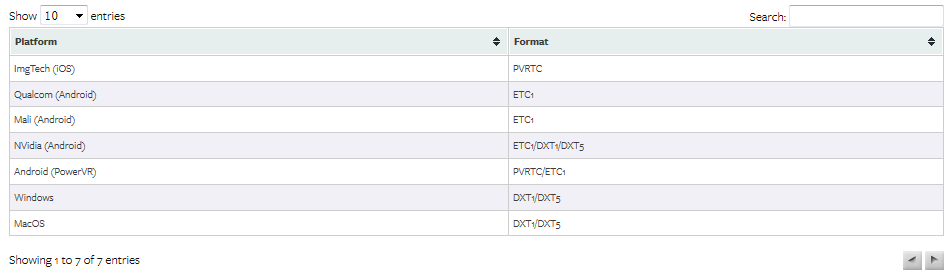 Show 10 entries Search:
Platform Format
ImgTech (iOS) PVRTC
Qualcom (Android) ETC1
Mali (Android) ETC1
NVidia (Android) ETC1/DXT1/DXT5
Android (PowerVR) PVRTC/ETC1
Windows DXT1/DXT5
MacOS DXT1/DXT5
Showing 1 to 7 of 7 entries